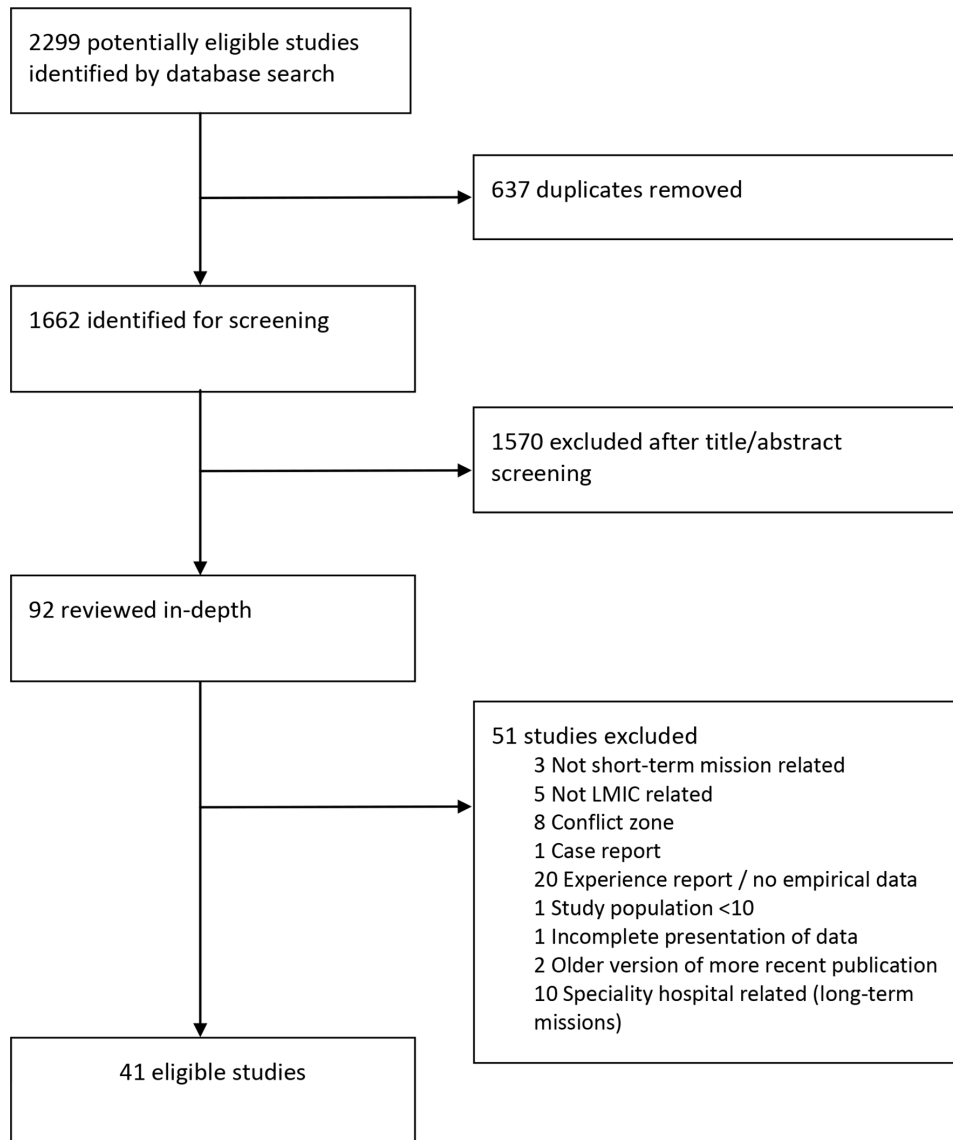 2299 potentially eligible studies
identified by database search
637 duplicates removed
1662 identified for screening
1570 excluded after title/abstract
screening
92 reviewed in-depth
51 studies excluded
3 Not short-term mission related
5 Not LMIC related
8 Conflict zone
1 Case report
20 Experience report / no empirical data
1 Study population <10
1 Incomplete presentation of data
2 Older version of more recent publication
10 Speciality hospital related (long-term
missions)
41 eligible studies